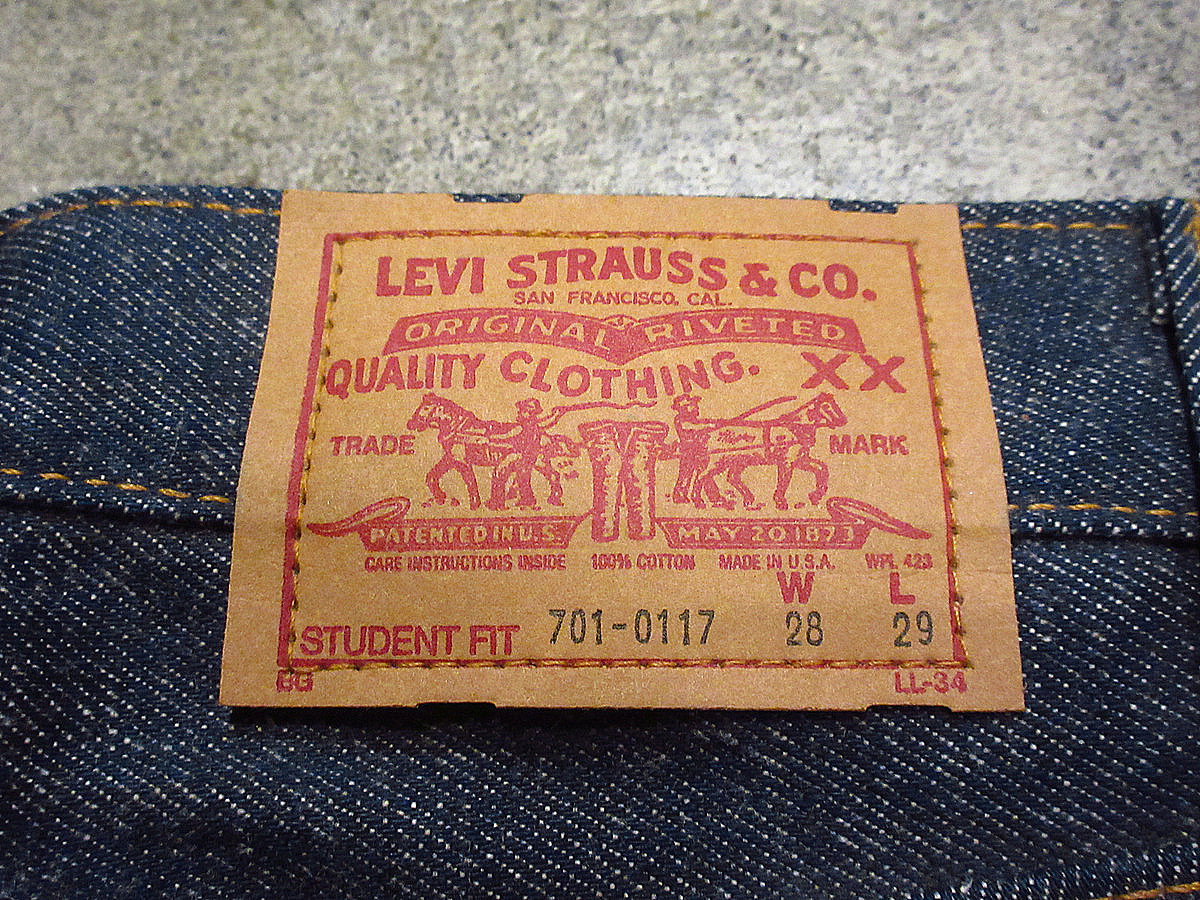 LEVI STRAUSS & CO.
SAN FRANCISCO, CAL.
ORIGINAL RIVETED
QUALITY CLOTHING. XX
TRADE MARK
PATENTED IN U.S. MAY 20 1873
CARE INSTRUCTIONS INSIDE 100% COTTON MADE IN U.S.A. WPL 423
W L
STUDENT FIT 701-0117 28 29
EG LL-34